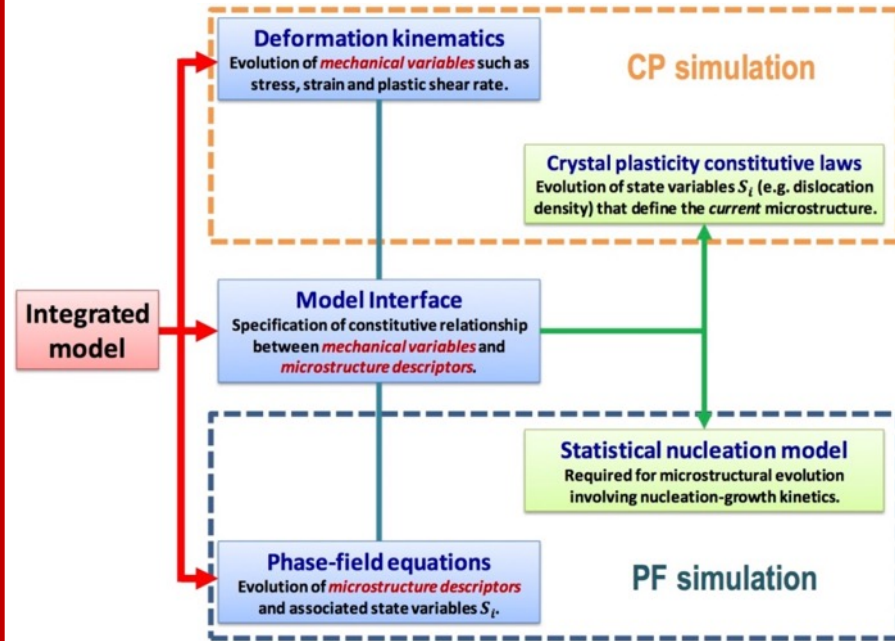 Deformation kinematics
Evolution of mechanical variables such as
stress, strain and plastic shear rate.
CP simulation
Crystal plasticity constitutive laws
Evolution of state variables Sᵢ (e.g. dislocation
density) that define the current microstructure.
Integrated
model
Model Interface
Specification of constitutive relationship
between mechanical variables and
microstructure descriptors.
Statistical nucleation model
Required for microstructural evolution
involving nucleation-growth kinetics.
Phase-field equations
Evolution of microstructure descriptors
and associated state variables Sᵢ.
PF simulation